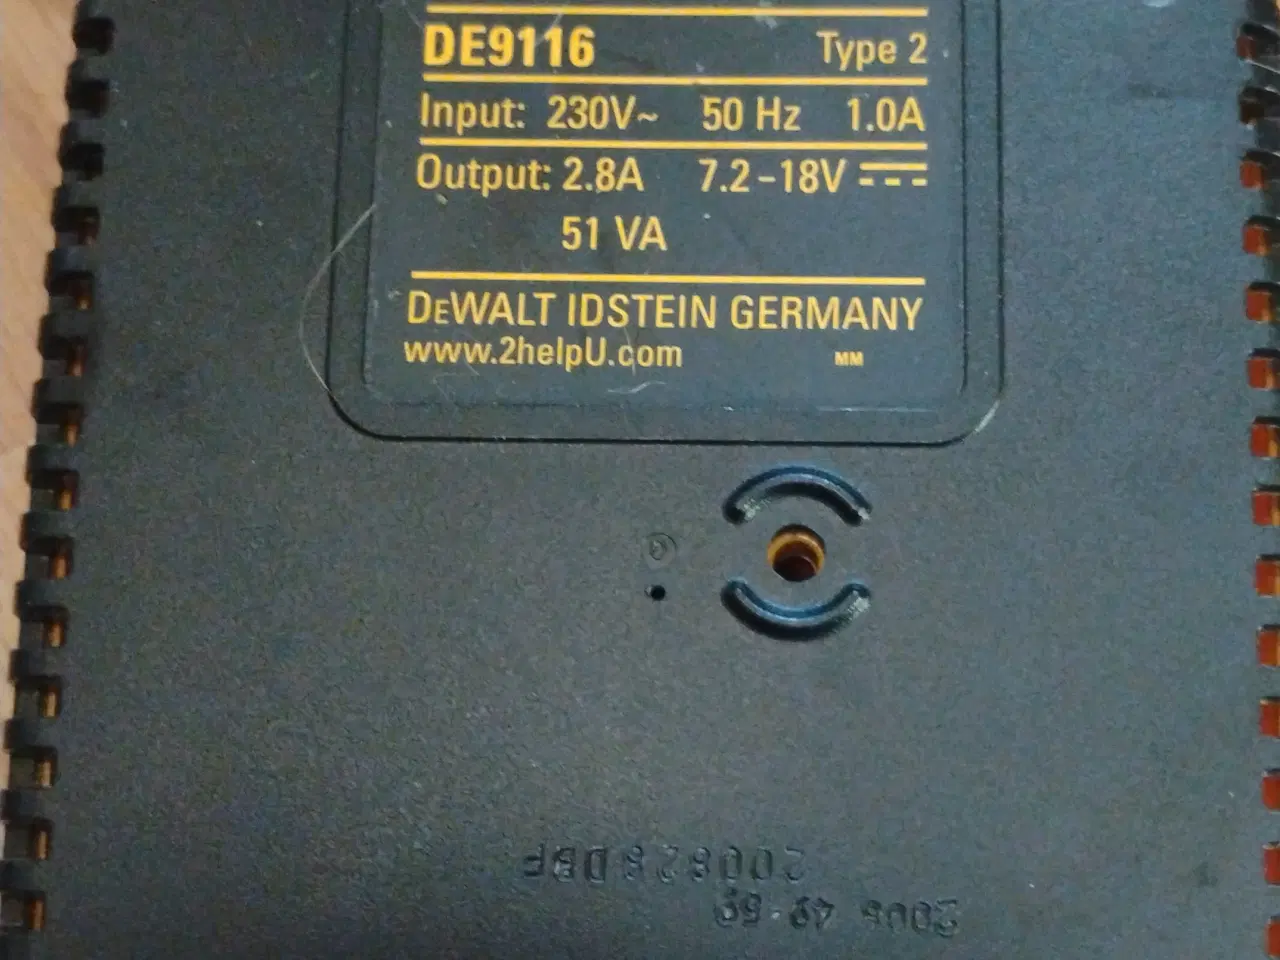 DE9116 Type 2
Input: 230V~ 50 Hz 1.0A
Output: 2.8A 7.2-18V
51 VA
DEWALT IDSTEIN GERMANY
www.2helpU.com MM